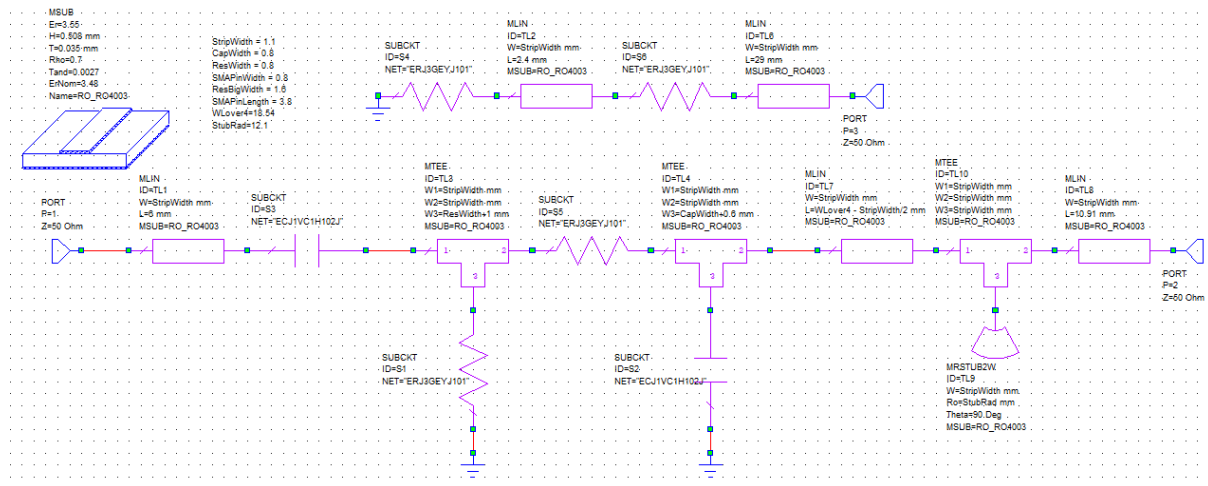 MSUB
Er=3.55
H=0.508 mm
T=0.035 mm
Rho=0.7
Tand=0.0027
ErNom=3.48
Name=RO_RO4003
StripWidth = 1.1
CapWidth = 0.8
ResWidth = 0.8
SMAPinWidth = 0.8
ResBigWidth = 1.6
SMAPinLength = 3.8
WLover4=18.54
StubRad=12.1
SUBCKT
ID=S4
NET="ERJ3GEYJ101"
MLIN
ID=TL2
W=StripWidth mm
L=2.4 mm
MSUB=RO_RO4003
SUBCKT
ID=S6
NET="ERJ3GEYJ101"
MLIN
ID=TL6
W=StripWidth mm
L=29 mm
MSUB=RO_RO4003
PORT
P=3
Z=50 Ohm
PORT
P=1
Z=50 Ohm
MLIN
ID=TL1
W=StripWidth mm
L=6 mm
MSUB=RO_RO4003
SUBCKT
ID=S3
NET="ECJ1VC1H102J"
MTEE
ID=TL3
W1=StripWidth mm
W2=StripWidth mm
W3=ResWidth+1 mm
MSUB=RO_RO4003
1
2
3
SUBCKT
ID=S5
NET="ERJ3GEYJ101"
MTEE
ID=TL4
W1=StripWidth mm
W2=StripWidth mm
W3=CapWidth+0.6 mm
MSUB=RO_RO4003
1
2
3
MLIN
ID=TL7
W=StripWidth mm
L=WLover4 - StripWidth/2 mm
MSUB=RO_RO4003
MTEE
ID=TL10
W1=StripWidth mm
W2=StripWidth mm
W3=StripWidth mm
MSUB=RO_RO4003
1
2
3
MLIN
ID=TL8
W=StripWidth mm
L=10.91 mm
MSUB=RO_RO4003
PORT
P=2
Z=50 Ohm
SUBCKT
ID=S1
NET="ERJ3GEYJ101"
SUBCKT
ID=S2
NET="ECJ1VC1H102J"
MRSTUB2W
ID=TL9
W=StripWidth mm
Ro=StubRad mm
Theta=90 Deg
MSUB=RO_RO4003